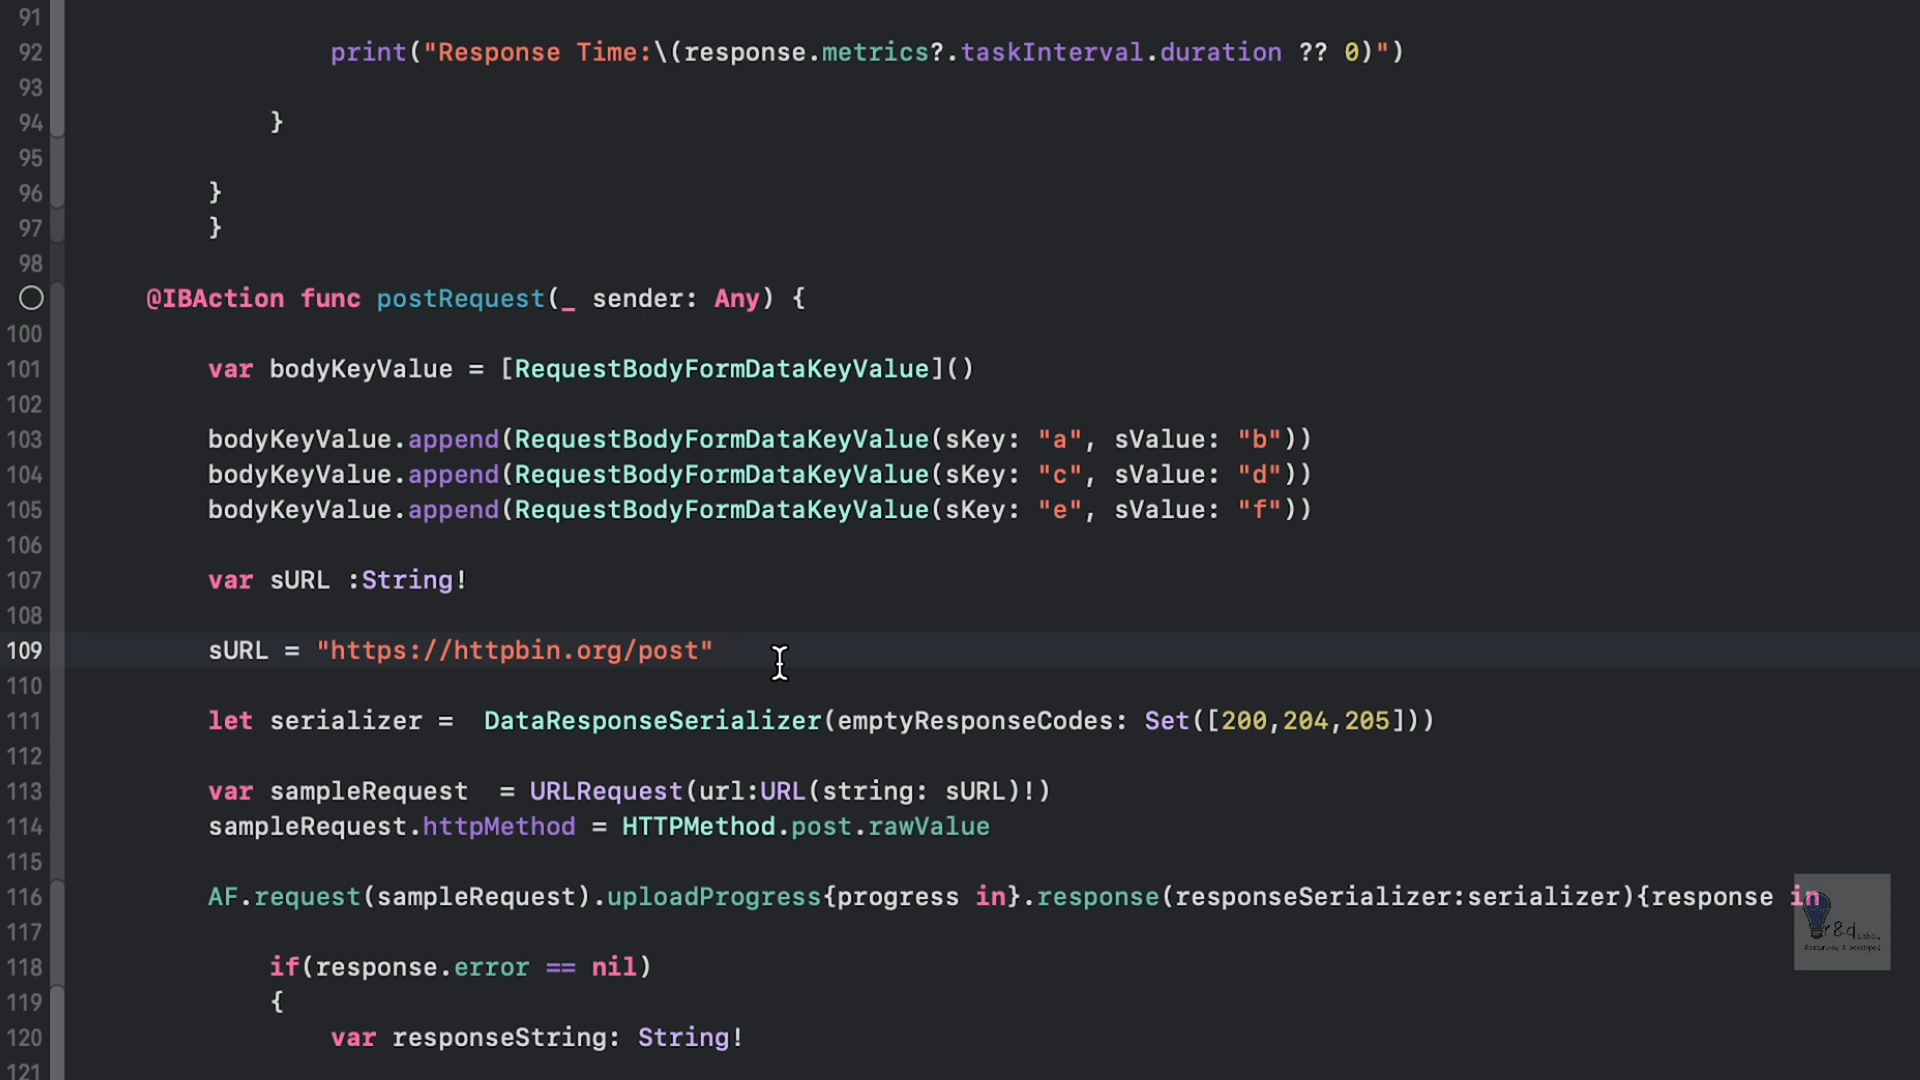 91
92 print("Response Time:\(response.metrics?.taskInterval.duration ?? 0)")
93
94 }
95
96 }
97 }
98
@IBAction func postRequest(_ sender: Any) {
100
101 var bodyKeyValue = [RequestBodyFormDataKeyValue]()
102
103 bodyKeyValue.append(RequestBodyFormDataKeyValue(sKey: "a", sValue: "b"))
104 bodyKeyValue.append(RequestBodyFormDataKeyValue(sKey: "c", sValue: "d"))
105 bodyKeyValue.append(RequestBodyFormDataKeyValue(sKey: "e", sValue: "f"))
106
107 var sURL :String!
108
109 sURL = "https://httpbin.org/post"
110
111 let serializer =  DataResponseSerializer(emptyResponseCodes: Set([200,204,205]))
112
113 var sampleRequest  = URLRequest(url:URL(string: sURL)!)
114 sampleRequest.httpMethod = HTTPMethod.post.rawValue
115
116 AF.request(sampleRequest).uploadProgress{progress in}.response(responseSerializer:serializer){response in
117
118 if(response.error == nil)
119 {
120 var responseString: String!
121
r&d Labs